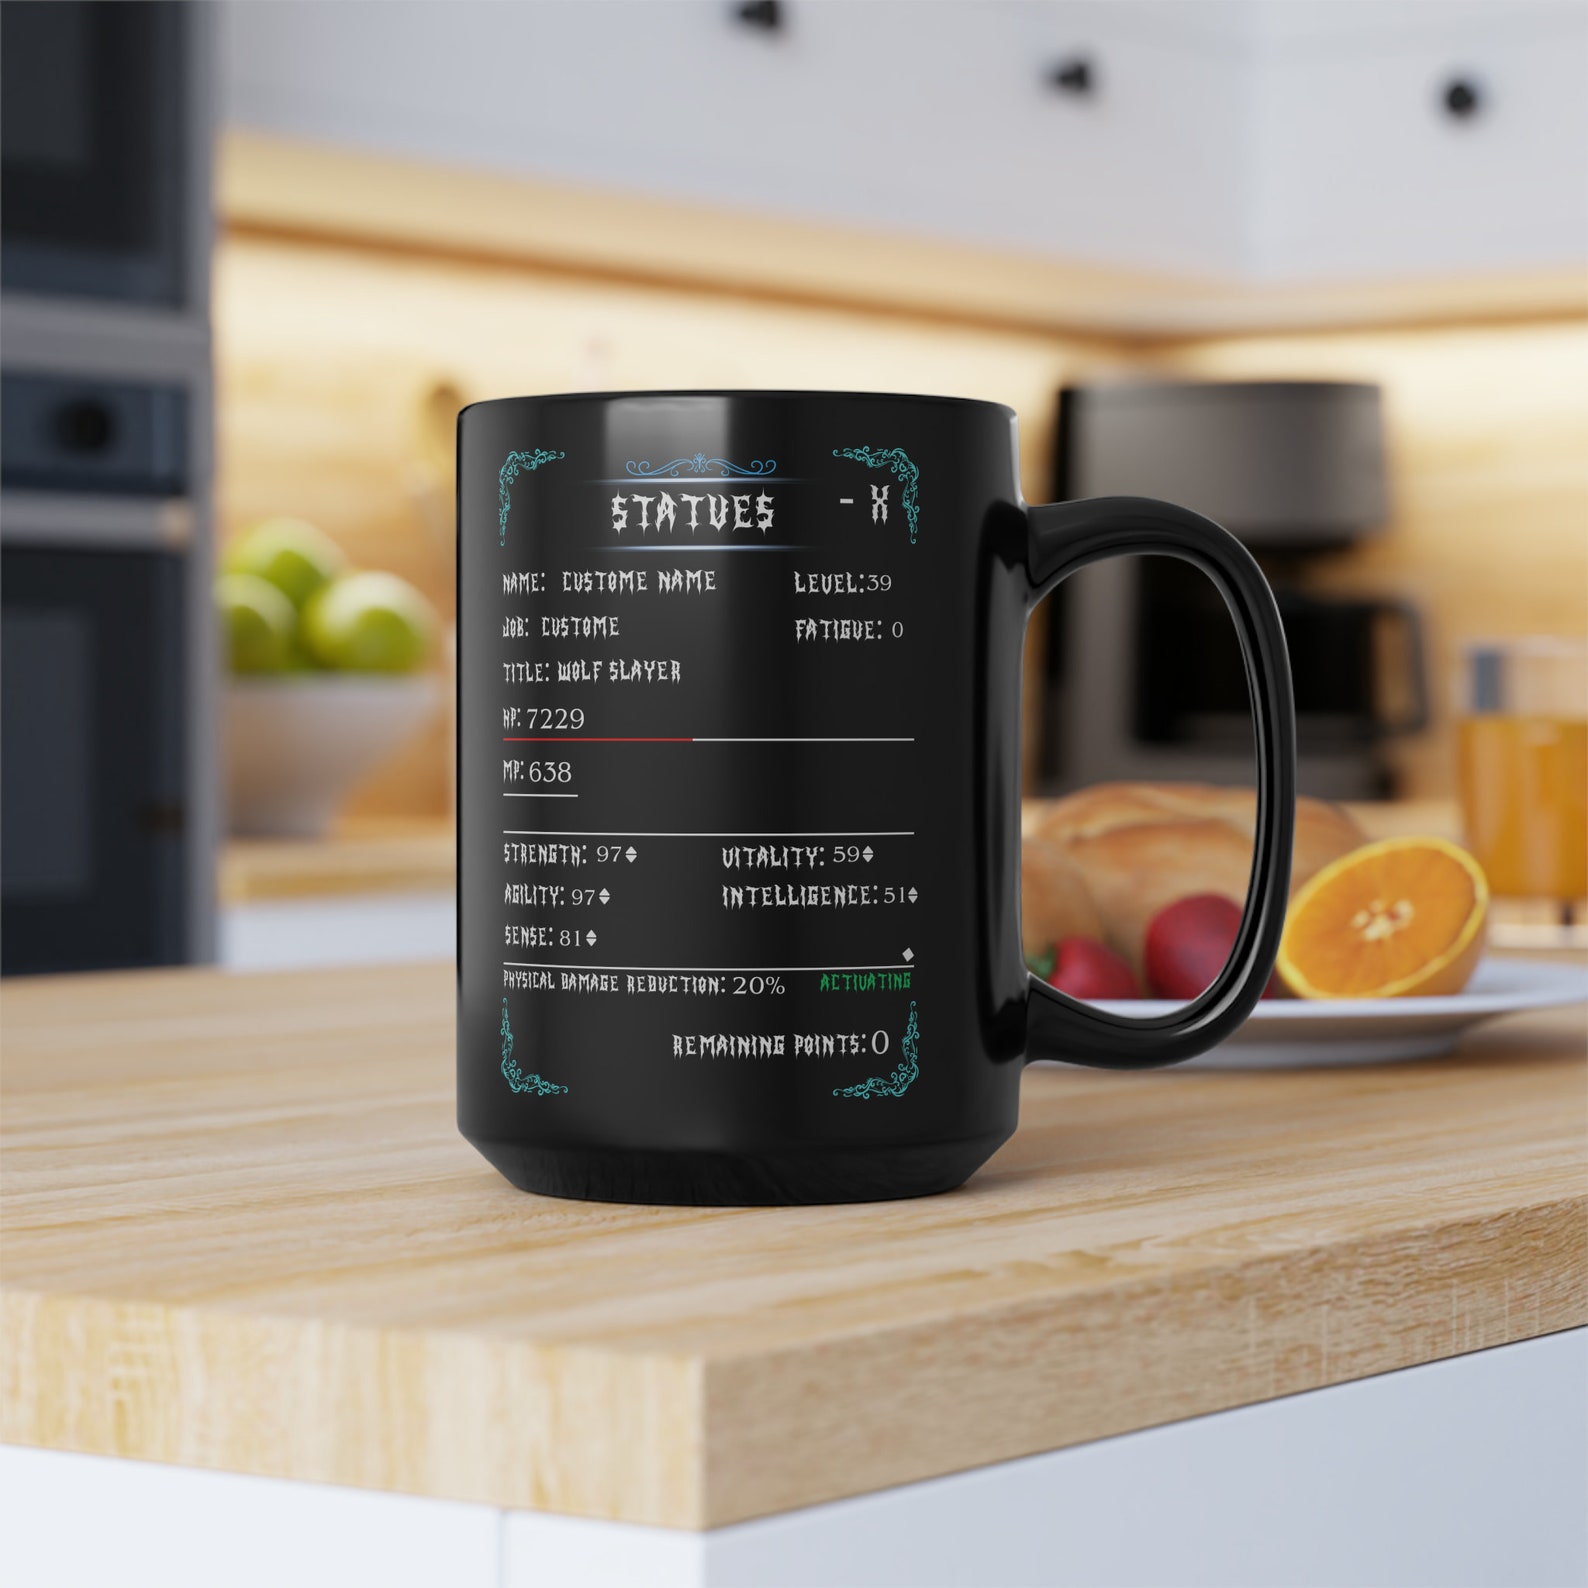 STATUES - X
NAME: CUSTOME NAME LEVEL:39
JOB: CUSTOME FATIGUE: 0
TITLE: WOLF SLAYER
HP: 7229
MP: 638
STRENGTH: 97 VITALITY: 59
AGILITY: 97 INTELLIGENCE: 51
SENSE: 81
PHYSICAL DAMAGE REDUCTION: 20% ACTIVATING
REMAINING POINTS: 0